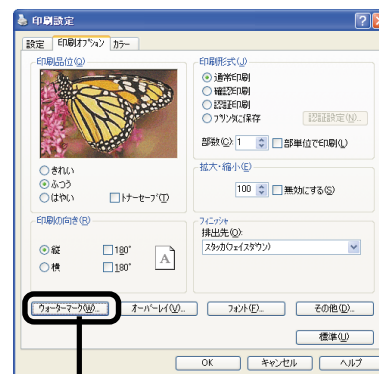 印刷設定
設定 印刷オプション カラー
印刷品位(O)
きれい
ふつう
はやい トナーセーブ(T)
印刷の向き(R)
縦 180°
横 180°
A
印刷形式(J)
通常印刷
確認印刷
認証印刷
プリンタに保存 認証設定(N)...
部数(C): 1 部単位で印刷(L)
拡大・縮小(E)
100 無効にする(S)
フィニッシャ
排出先(O):
スタッカ(フェイスダウン)
ウォーターマーク(W)... オーバーレイ(V)... フォント(F)... その他(D)...
標準(U)
OK キャンセル ヘルプ